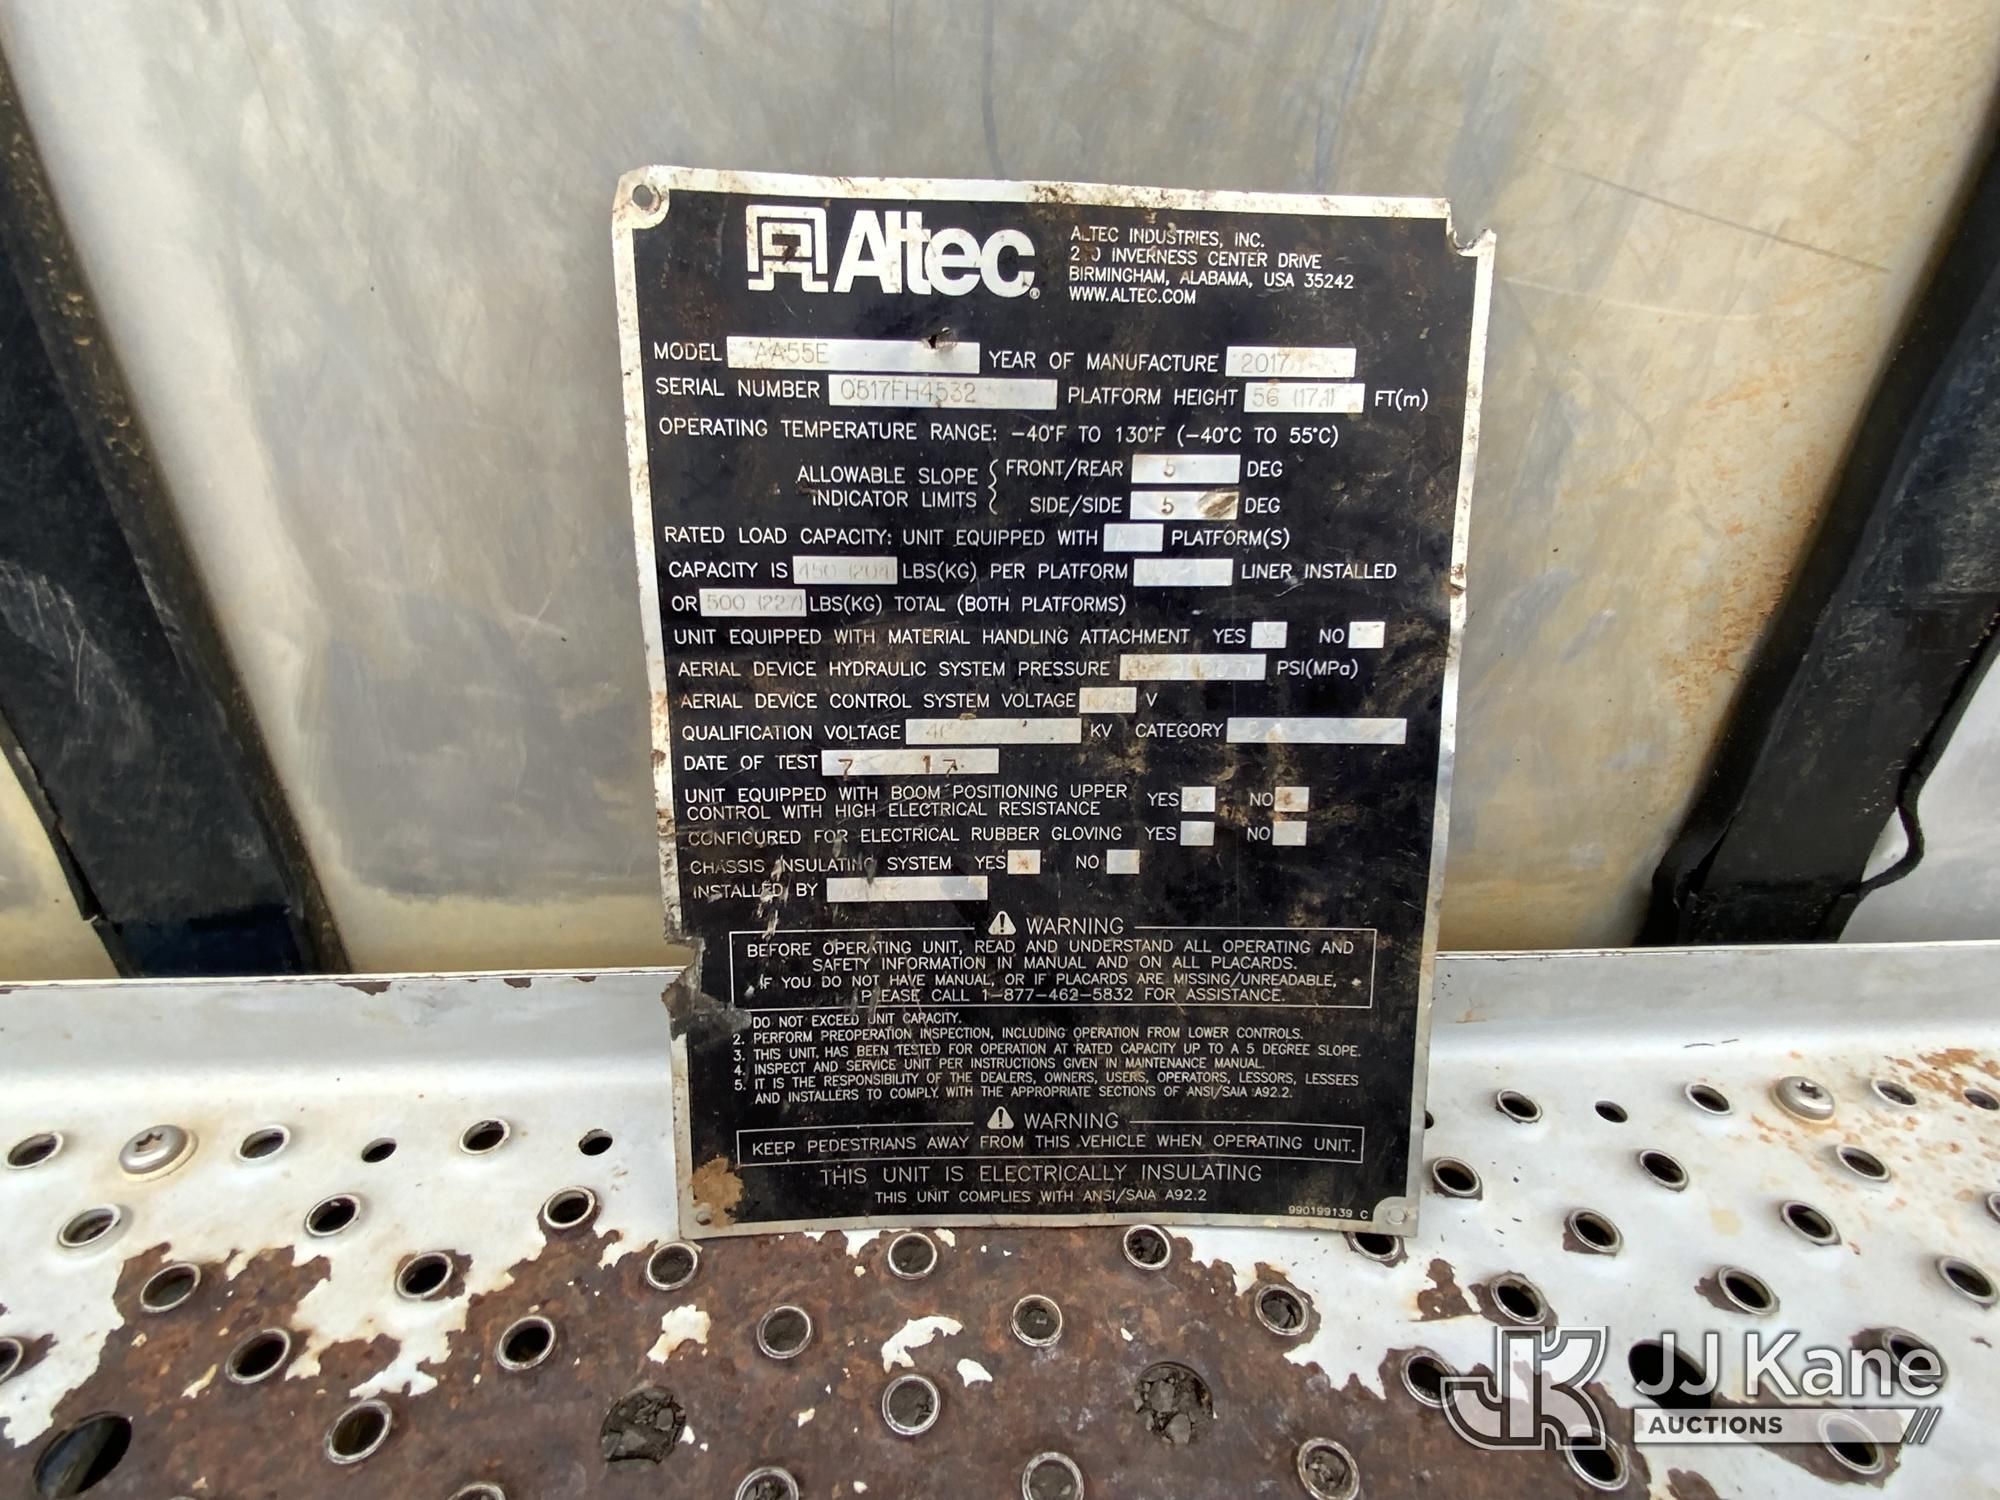 Altec®
ALTEC INDUSTRIES, INC.
INVERNESS CENTER DRIVE
BIRMINGHAM, ALABAMA, USA 35242
WWW.ALTEC.COM
MODEL AA55E YEAR OF MANUFACTURE 2017
SERIAL NUMBER 0517FH4532 PLATFORM HEIGHT 56 (17.1) FT(m)
OPERATING TEMPERATURE RANGE: -40°F TO 130°F (-40°C TO 55°C)
ALLOWABLE SLOPE INDICATOR LIMITS
FRONT/REAR 5 DEG
SIDE/SIDE 5 DEG
RATED LOAD CAPACITY: UNIT EQUIPPED WITH PLATFORM(S)
CAPACITY IS 450 (204) LBS(KG) PER PLATFORM LINER INSTALLED
OR 500 (227) LBS(KG) TOTAL (BOTH PLATFORMS)
UNIT EQUIPPED WITH MATERIAL HANDLING ATTACHMENT YES NO
AERIAL DEVICE HYDRAULIC SYSTEM PRESSURE PSI(MPa)
AERIAL DEVICE CONTROL SYSTEM VOLTAGE V
QUALIFICATION VOLTAGE KV CATEGORY
DATE OF TEST 7 17
UNIT EQUIPPED WITH BOOM POSITIONING UPPER
CONTROL WITH HIGH ELECTRICAL RESISTANCE YES NO
CONFIGURED FOR ELECTRICAL RUBBER GLOVING YES NO
CHASSIS INSULATING SYSTEM YES NO
INSTALLED BY
WARNING
BEFORE OPERATING UNIT, READ AND UNDERSTAND ALL OPERATING AND
SAFETY INFORMATION IN MANUAL AND ON ALL PLACARDS.
IF YOU DO NOT HAVE MANUAL, OR IF PLACARDS ARE MISSING/UNREADABLE,
PLEASE CALL 1-877-462-5832 FOR ASSISTANCE.
DO NOT EXCEED UNIT CAPACITY.
2. PERFORM PREOPERATION INSPECTION, INCLUDING OPERATION FROM LOWER CONTROLS.
3. THIS UNIT HAS BEEN TESTED FOR OPERATION AT RATED CAPACITY UP TO A 5 DEGREE SLOPE.
4. INSPECT AND SERVICE UNIT PER INSTRUCTIONS GIVEN IN MAINTENANCE MANUAL.
5. IT IS THE RESPONSIBILITY OF THE DEALERS, OWNERS, USERS, OPERATORS, LESSORS, LESSEES
AND INSTALLERS TO COMPLY WITH THE APPROPRIATE SECTIONS OF ANSI/SAIA A92.2.
WARNING
KEEP PEDESTRIANS AWAY FROM THIS VEHICLE WHEN OPERATING UNIT.
THIS UNIT IS ELECTRICALLY INSULATING
THIS UNIT COMPLIES WITH ANSI/SAIA A92.2
990199139 C
JK JJ Kane
AUCTIONS